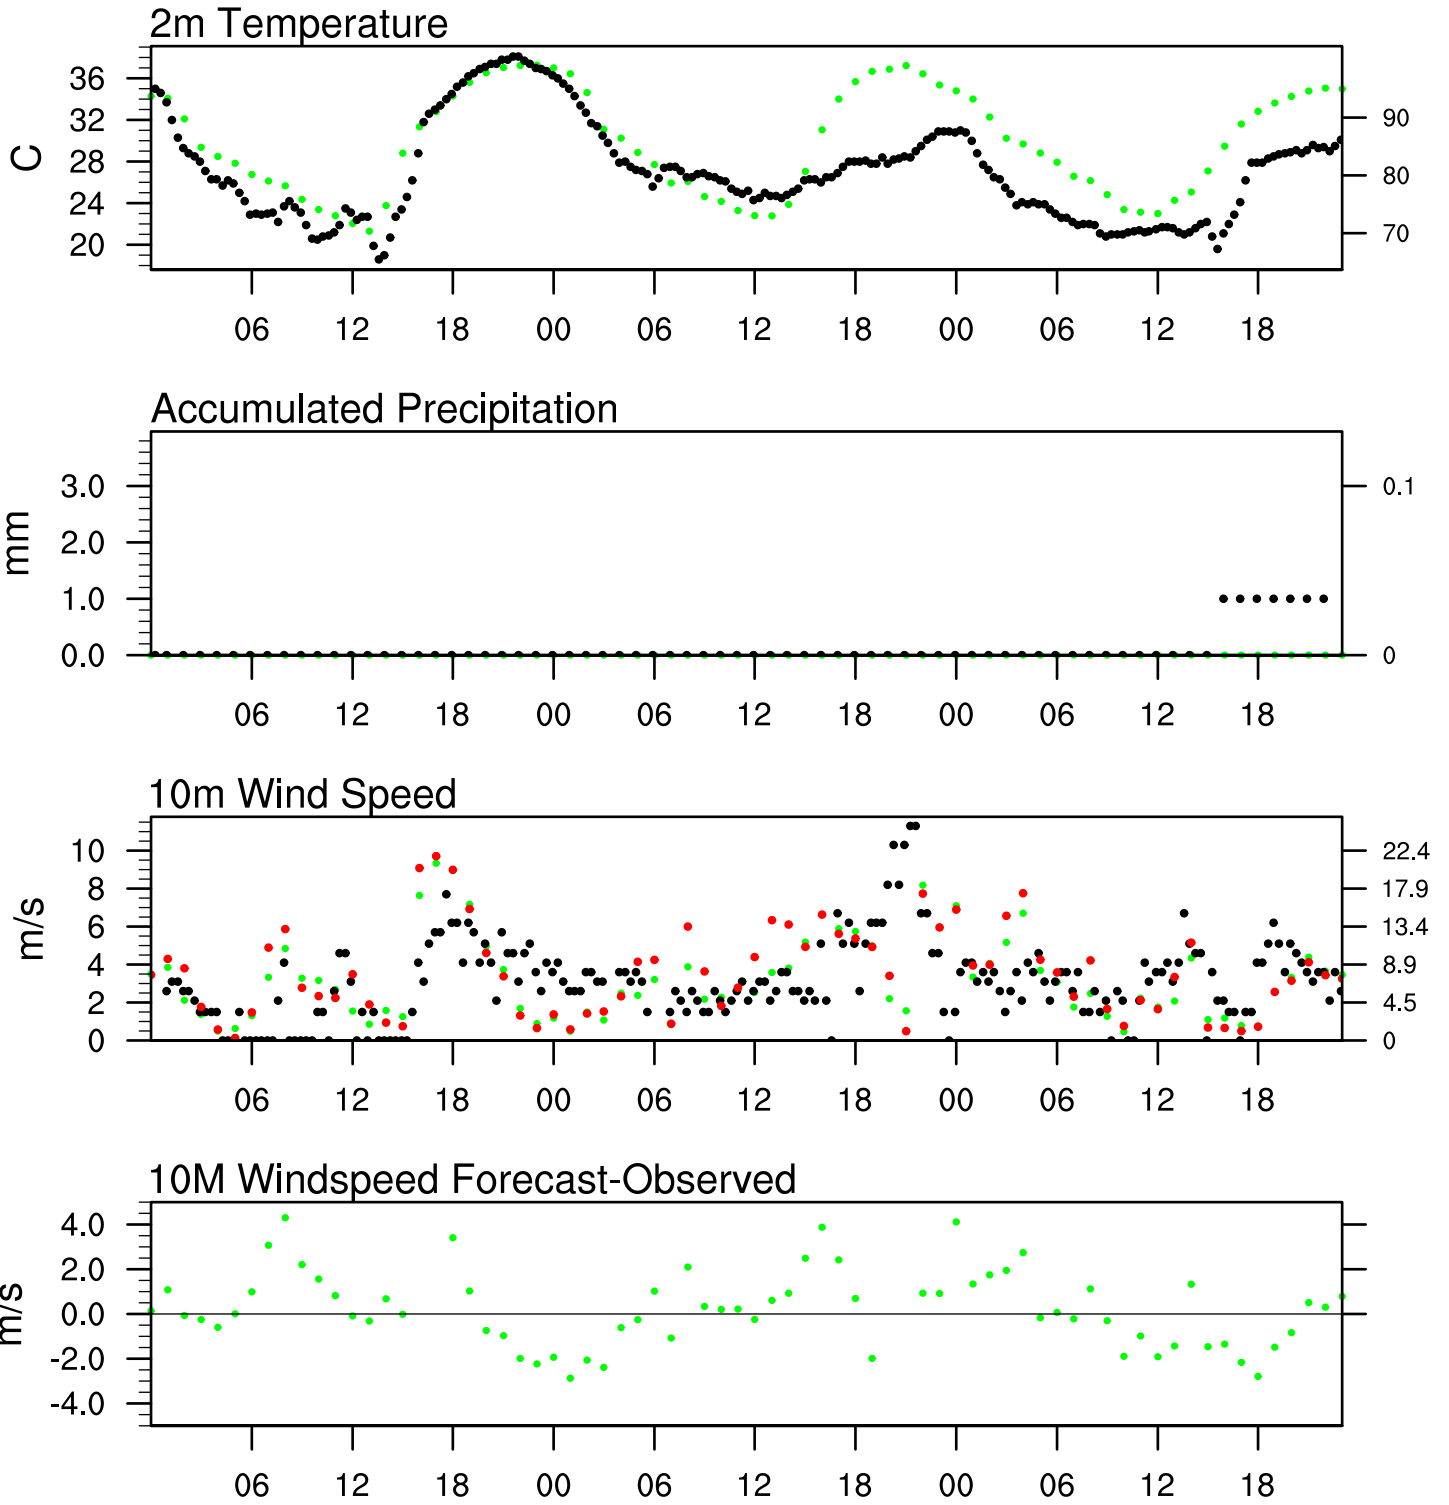 2m Temperature
36
32
28
24
20
C
90
80
70
06 12 18 00 06 12 18 00 06 12 18
Accumulated Precipitation
3.0
2.0
1.0
0.0
mm
0.1
0
06 12 18 00 06 12 18 00 06 12 18
10m Wind Speed
10
8
6
4
2
0
m/s
22.4
17.9
13.4
8.9
4.5
0
06 12 18 00 06 12 18 00 06 12 18
10M Windspeed Forecast-Observed
4.0
2.0
0.0
-2.0
-4.0
m/s
06 12 18 00 06 12 18 00 06 12 18